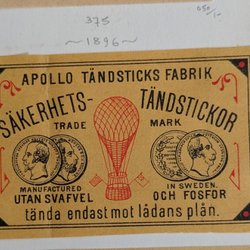 375
~1896~
APOLLO TÄNDSTICKS FABRIK
SÄKERHETS- TÄNDSTICKOR
TRADE MARK
MANUFACTURED IN SWEDEN.
UTAN SVAFVEL OCH FOSFOR
tända endast mot lådans plån.